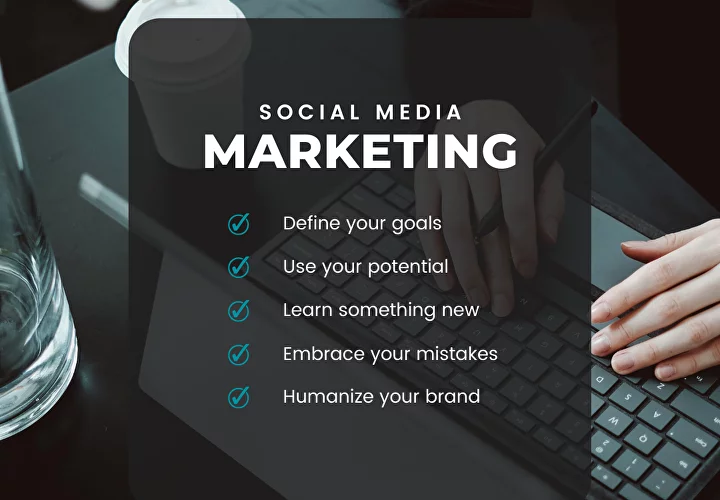 SOCIAL MEDIA
MARKETING
Define your goals
Use your potential
Learn something new
Embrace your mistakes
Humanize your brand